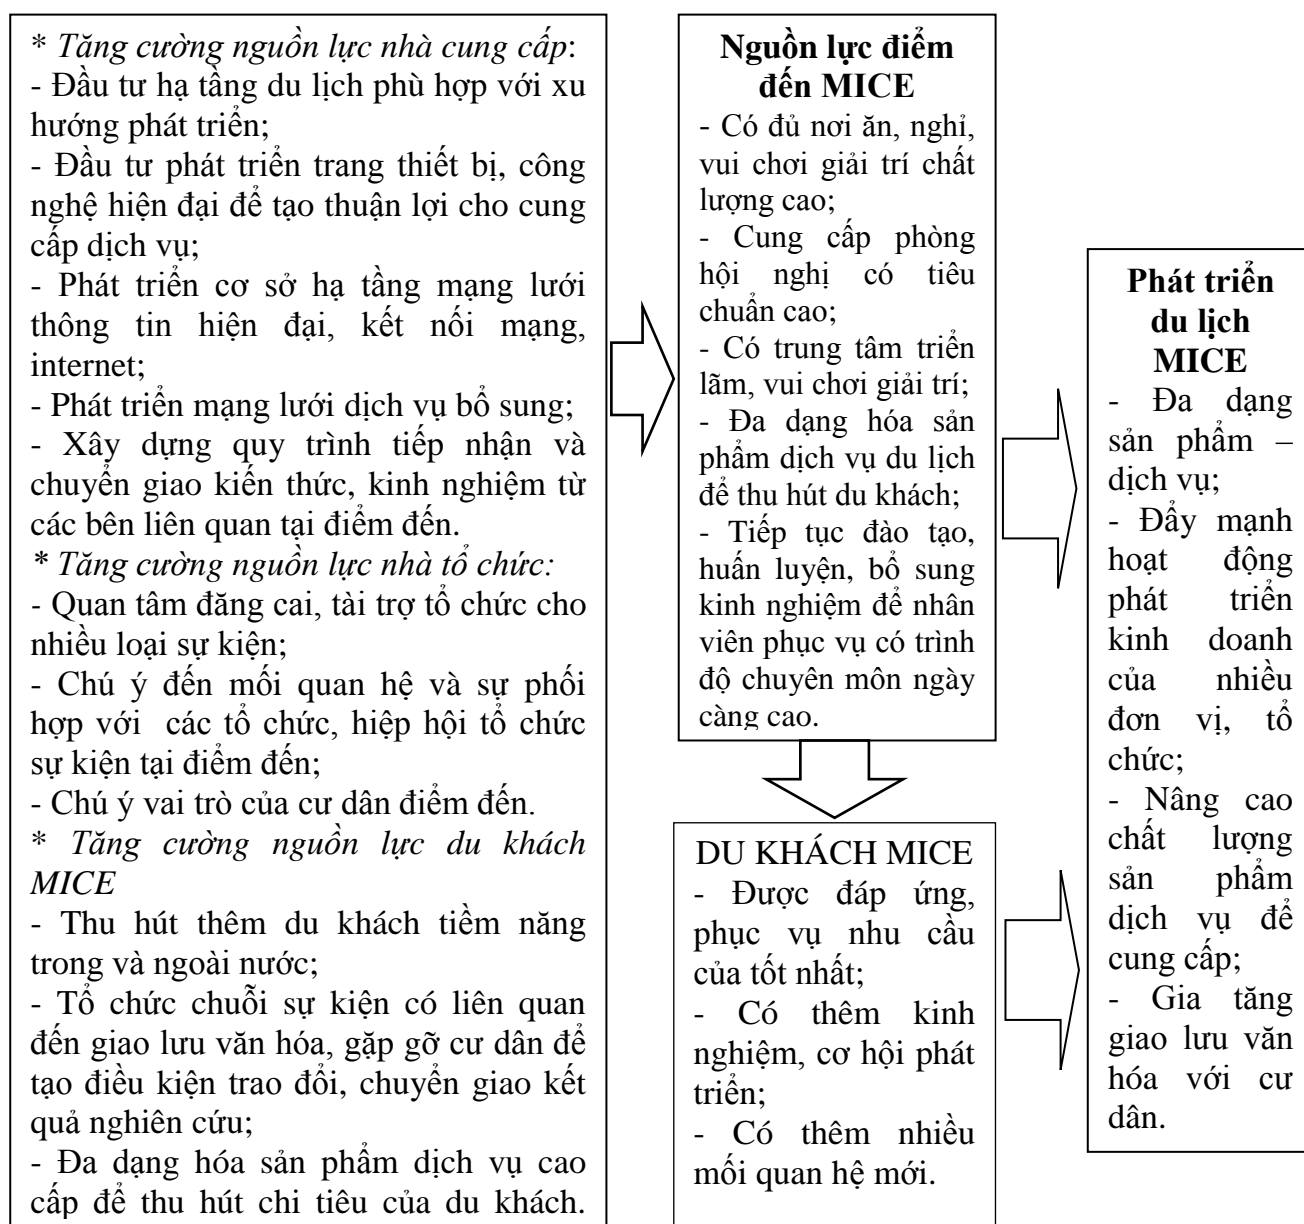 * Tăng cường nguồn lực nhà cung cấp:
- Đầu tư hạ tầng du lịch phù hợp với xu
hướng phát triển;
- Đầu tư phát triển trang thiết bị, công
nghệ hiện đại để tạo thuận lợi cho cung
cấp dịch vụ;
- Phát triển cơ sở hạ tầng mạng lưới
thông tin hiện đại, kết nối mạng,
internet;
- Phát triển mạng lưới dịch vụ bổ sung;
- Xây dựng quy trình tiếp nhận và
chuyển giao kiến thức, kinh nghiệm từ
các bên liên quan tại điểm đến.
* Tăng cường nguồn lực nhà tổ chức:
- Quan tâm đăng cai, tài trợ tổ chức cho
nhiều loại sự kiện;
- Chú ý đến mối quan hệ và sự phối
hợp với các tổ chức, hiệp hội tổ chức
sự kiện tại điểm đến;
- Chú ý vai trò của cư dân điểm đến.
* Tăng cường nguồn lực du khách
MICE
- Thu hút thêm du khách tiềm năng
trong và ngoài nước;
- Tổ chức chuỗi sự kiện có liên quan
đến giao lưu văn hóa, gặp gỡ cư dân để
tạo điều kiện trao đổi, chuyển giao kết
quả nghiên cứu;
- Đa dạng hóa sản phẩm dịch vụ cao
cấp để thu hút chi tiêu của du khách.
Nguồn lực điểm
đến MICE
- Có đủ nơi ăn, nghỉ,
vui chơi giải trí chất
lượng cao;
- Cung cấp phòng
hội nghị có tiêu
chuẩn cao;
- Có trung tâm triển
lãm, vui chơi giải trí;
- Đa dạng hóa sản
phẩm dịch vụ du lịch
để thu hút du khách;
- Tiếp tục đào tạo,
huấn luyện, bổ sung
kinh nghiệm để nhân
viên phục vụ có trình
độ chuyên môn ngày
càng cao.
DU KHÁCH MICE
- Được đáp ứng,
phục vụ nhu cầu
của tốt nhất;
- Có thêm kinh
nghiệm, cơ hội phát
triển;
- Có thêm nhiều
mối quan hệ mới.
Phát triển
du lịch
MICE
- Đa dạng
sản phẩm –
dịch vụ;
- Đẩy mạnh
hoạt động
phát triển
kinh doanh
của nhiều
đơn vị, tổ
chức;
- Nâng cao
chất lượng
sản phẩm
dịch vụ để
cung cấp;
- Gia tăng
giao lưu văn
hóa với cư
dân.